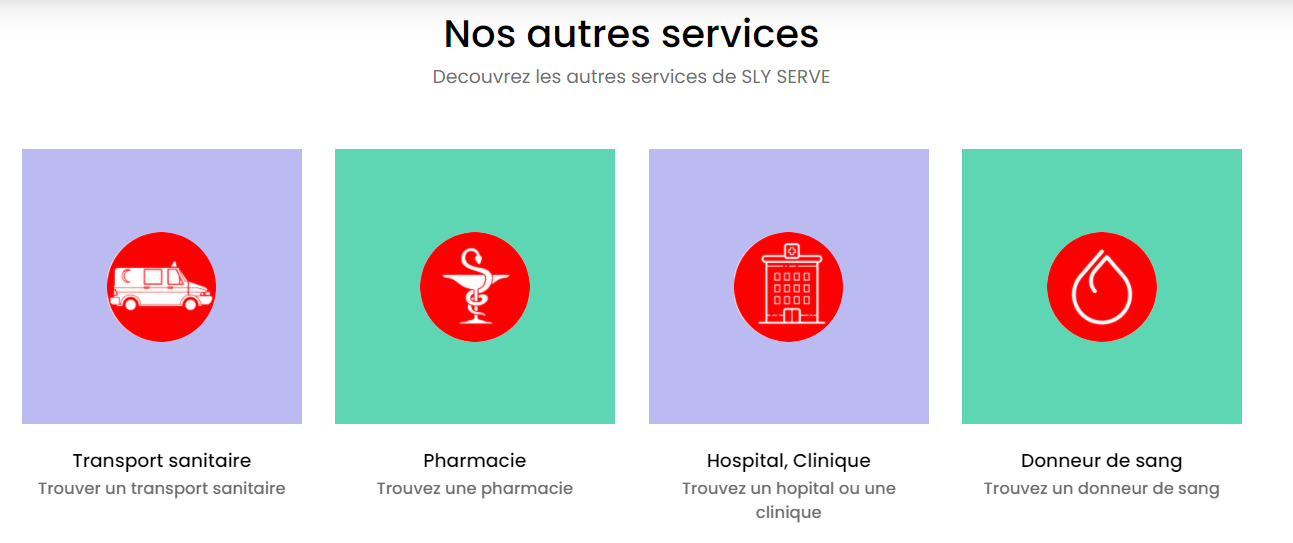 Nos autres services
Decouvrez les autres services de SLY SERVE
Transport sanitaire
Trouver un transport sanitaire
Pharmacie
Trouvez une pharmacie
Hospital, Clinique
Trouvez un hopital ou une
clinique
Donneur de sang
Trouvez un donneur de sang